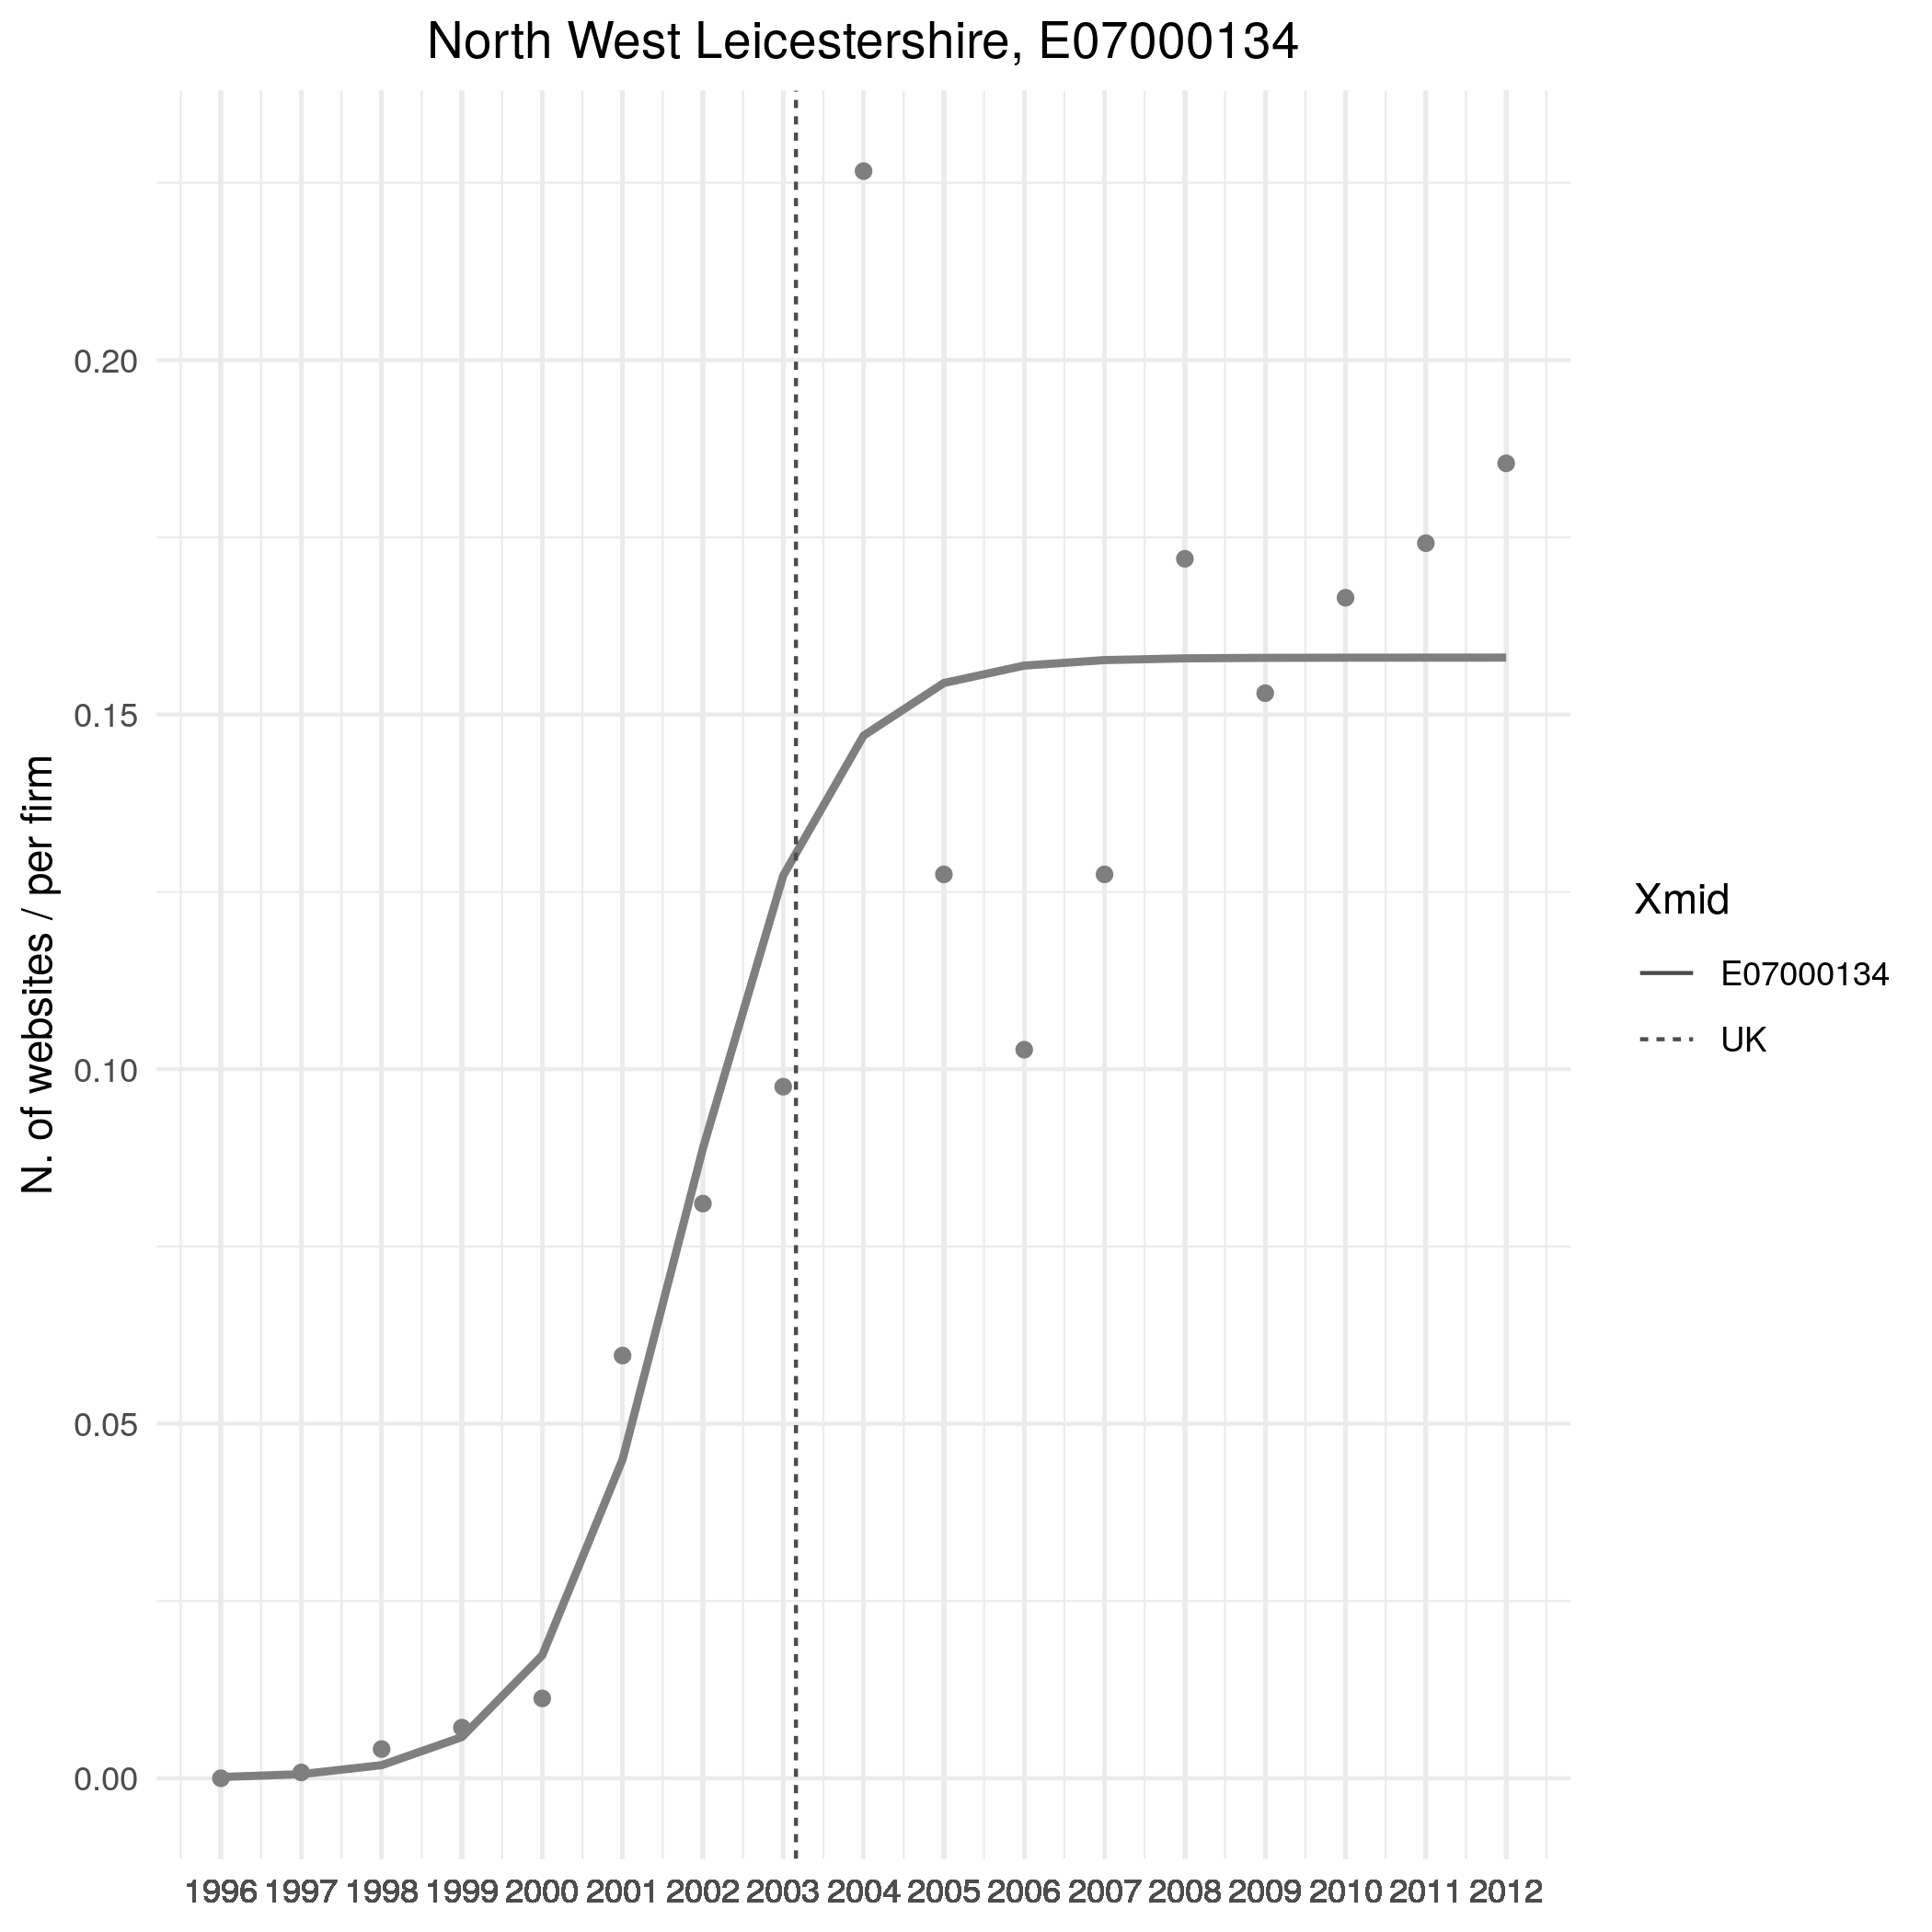 North West Leicestershire, E07000134
N. of websites / per firm
0.20
0.15
0.10
0.05
0.00
1996 1997 1998 1999 2000 2001 2002 2003 2004 2005 2006 2007 2008 2009 2010 2011 2012
Xmid
E07000134
UK